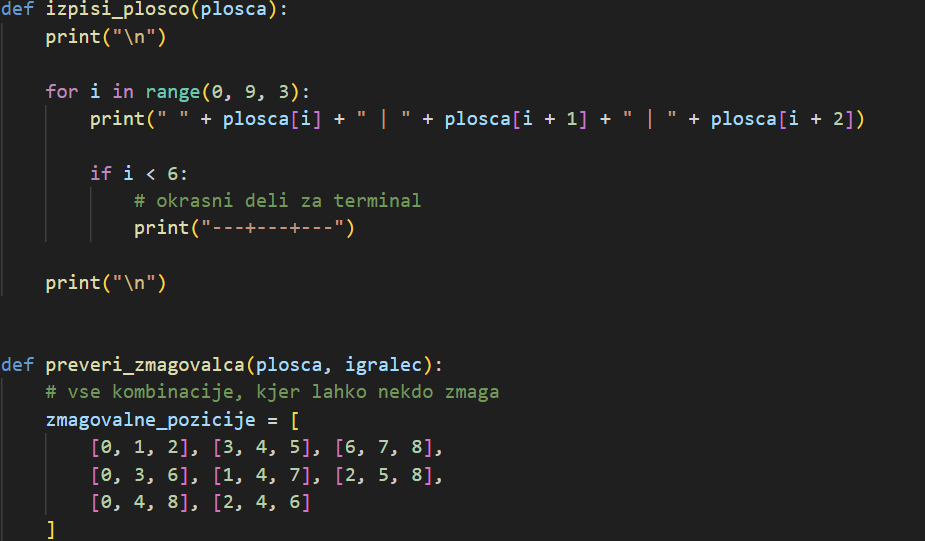 def izpisi_plosco(plosca):
    print("\n")

    for i in range(0, 9, 3):
        print(" " + plosca[i] + " | " + plosca[i + 1] + " | " + plosca[i + 2])

        if i < 6:
            # okrasni deli za terminal
            print("---+---+---")

    print("\n")


def preveri_zmagovalca(plosca, igralec):
    # vse kombinacije, kjer lahko nekdo zmaga
    zmagovalne_pozicije = [
        [0, 1, 2], [3, 4, 5], [6, 7, 8],
        [0, 3, 6], [1, 4, 7], [2, 5, 8],
        [0, 4, 8], [2, 4, 6]
    ]